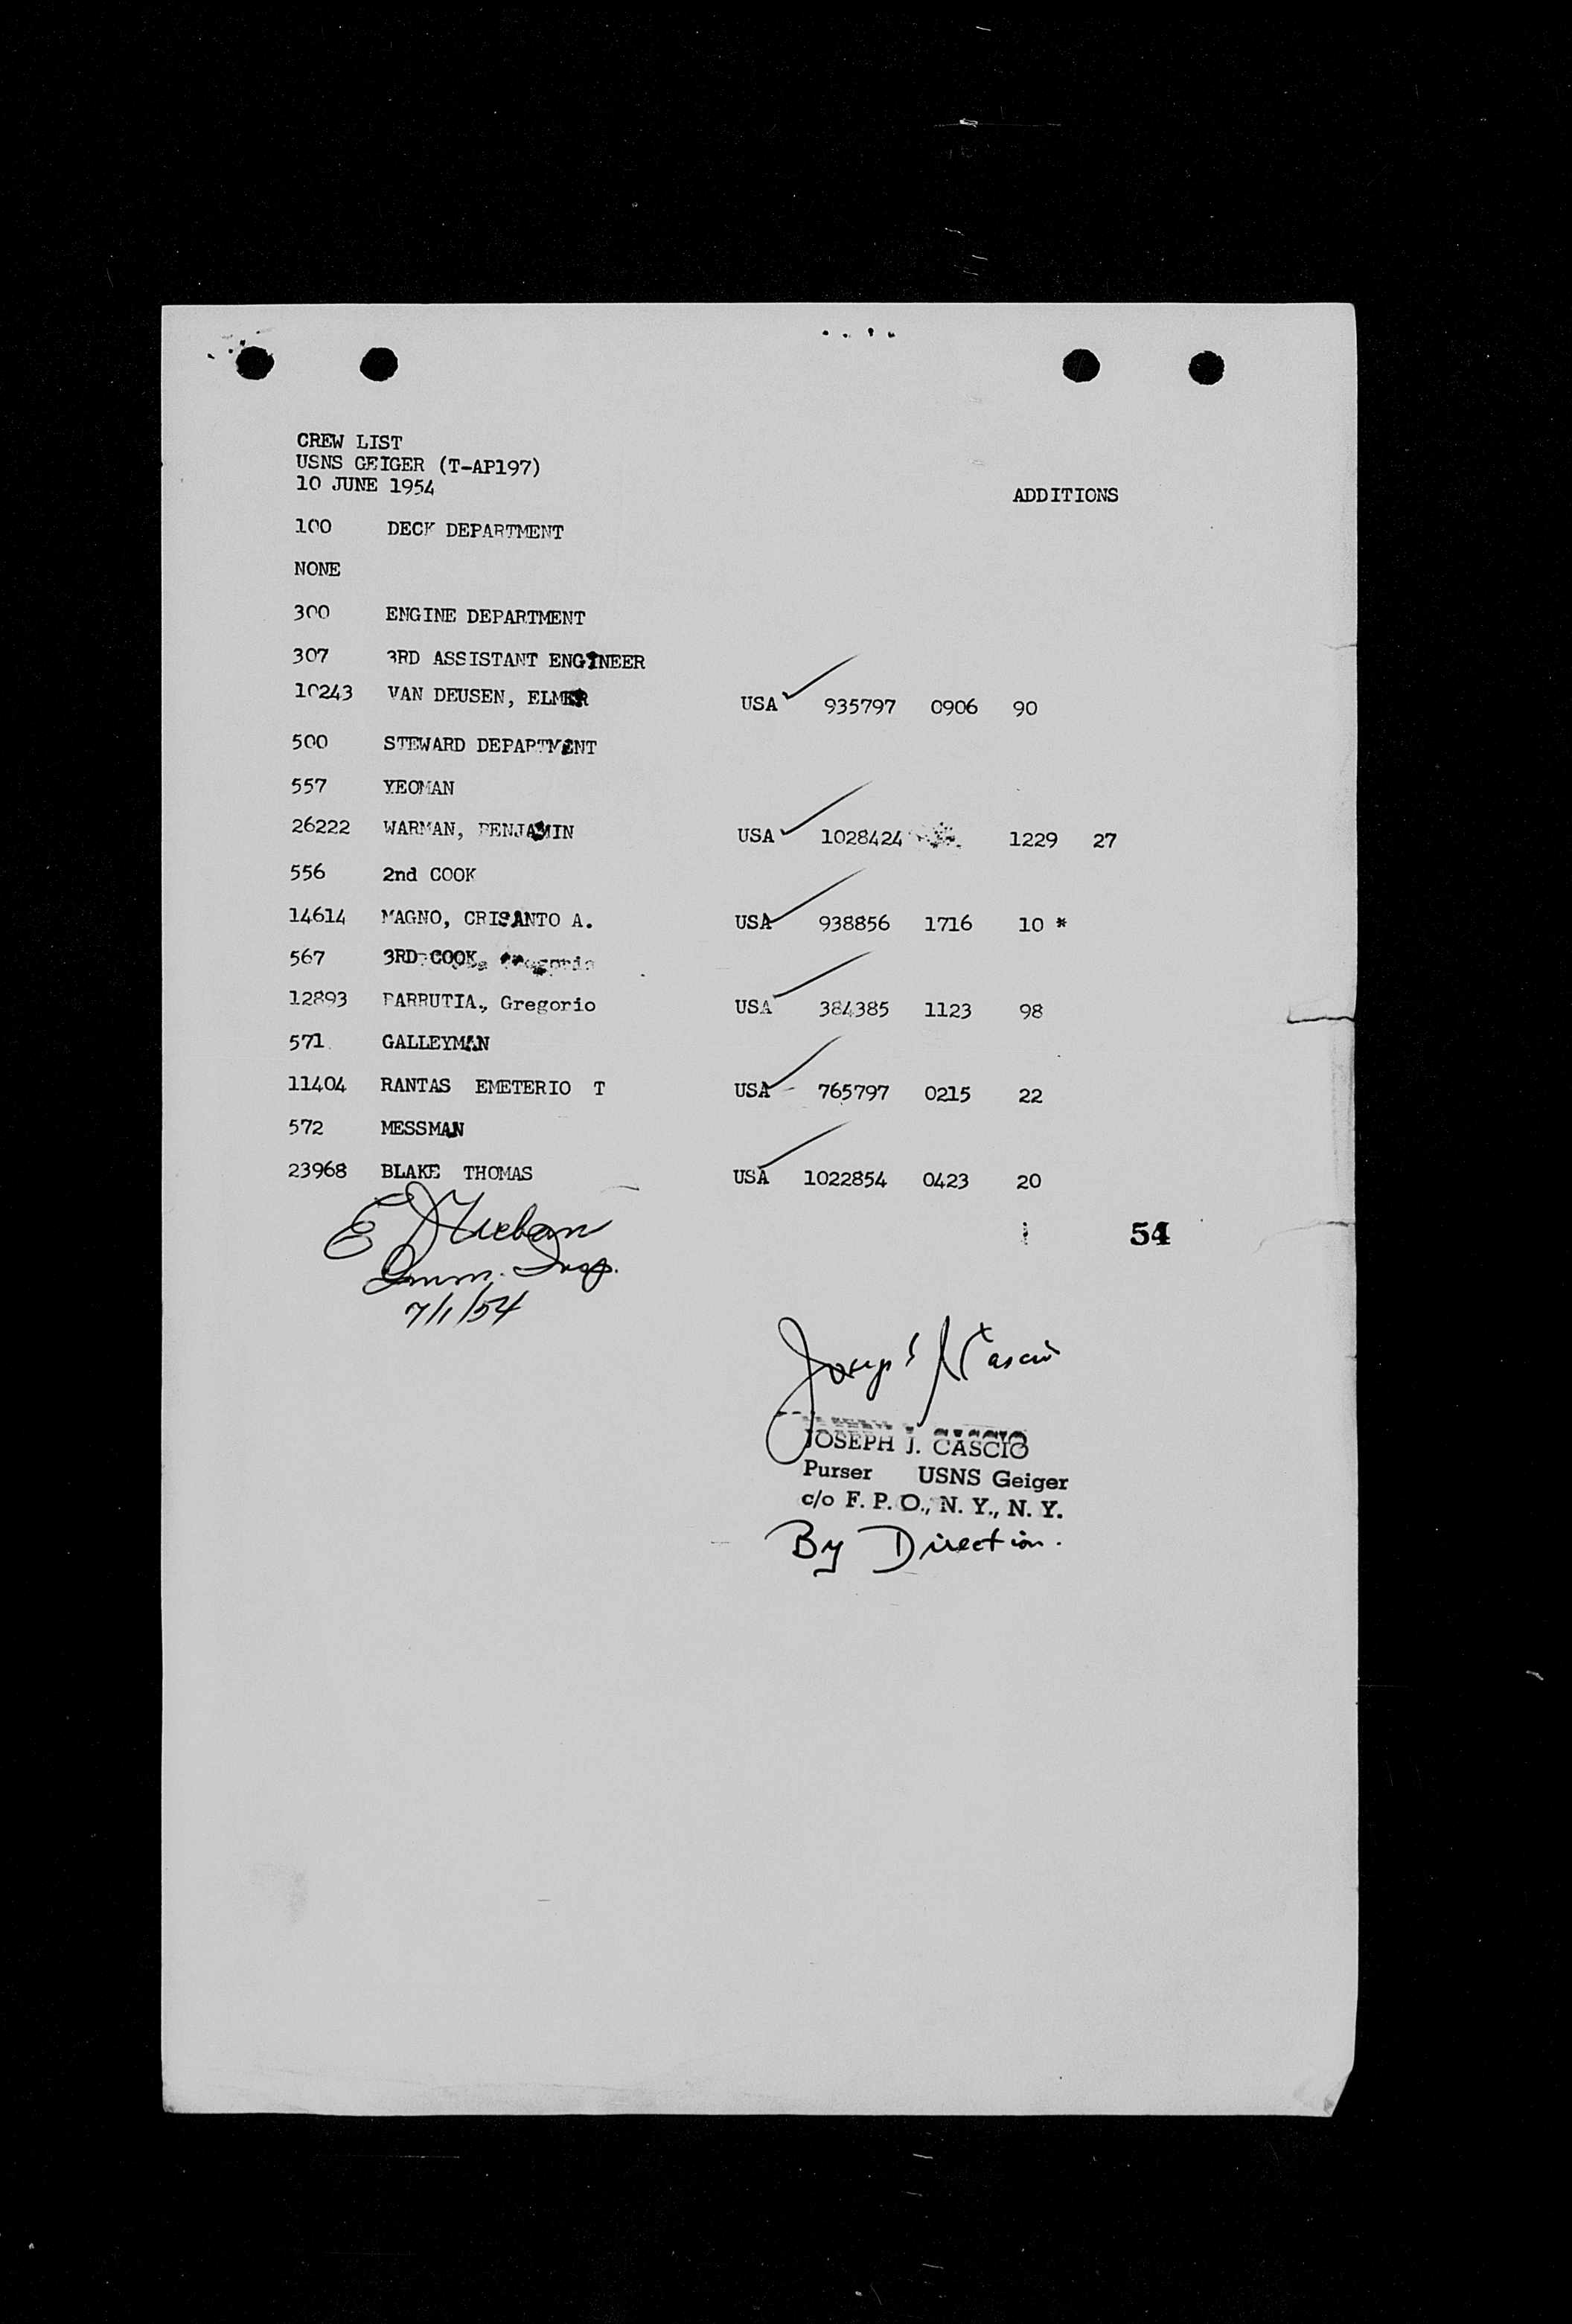 CREW LIST
USNS GEIGER (T-AP197)
10 JUNE 1954
ADDITIONS
100 DECK DEPARTMENT
NONE
300 ENGINE DEPARTMENT
307 3RD ASSISTANT ENGINEER
10243 VAN DEUSEN, ELMER USA ✓ 935797 0906 90
500 STEWARD DEPARTMENT
557 YEOMAN
26222 WARMAN, BENJAMIN USA ✓ 1028424 1229 27
556 2nd COOK
14614 MAGNO, CRISANTO A. USA ✓ 938856 1716 10 *
567 3RD COOK
12893 Gregorio USA ✓ 384385 1123 98
571 GALLEYMAN
11404 RANTAS EMETERIO T USA ✓ 765797 0215 22
572 MESSMAN
23968 BLAKE THOMAS USA ✓ 1022854 0423 20
54
E
Imm. Insp.
7/1/54
Joseph J Cascio
JOSEPH J. CASCIO
Purser USNS Geiger
c/o F. P. O., N. Y., N. Y.
By Direction.